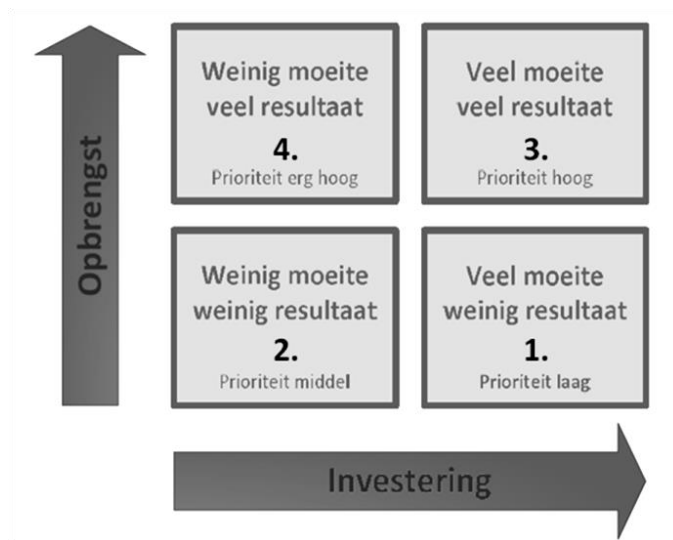 Opbrengst
Weinig moeite
veel resultaat
4.
Prioriteit erg hoog
Veel moeite
veel resultaat
3.
Prioriteit hoog
Weinig moeite
weinig resultaat
2.
Prioriteit middel
Veel moeite
weinig resultaat
1.
Prioriteit laag
Investering